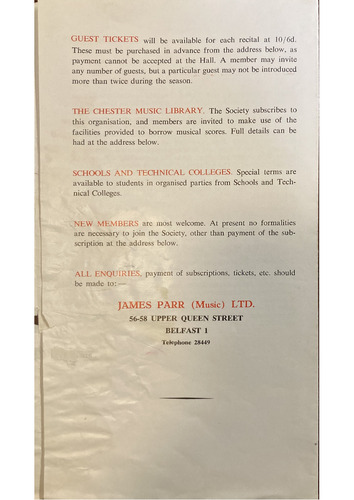 GUEST TICKETS will be available for each recital at 10/6d.
These must be purchased in advance from the address below, as
payment cannot be accepted at the Hall. A member may invite
any number of guests, but a particular guest may not be introduced
more than twice during the season.
THE CHESTER MUSIC LIBRARY. The Society subscribes to
this organisation, and members are invited to make use of the
facilities provided to borrow musical scores. Full details can be
had at the address below.
SCHOOLS AND TECHNICAL COLLEGES. Special terms are
available to students in organised parties from Schools and Tech-
nical Colleges.
NEW MEMBERS are most welcome. At present no formalities
are necessary to join the Society, other than payment of the sub-
scription at the address below.
ALL ENQUIRIES, payment of subscriptions, tickets, etc. should
be made to:—
JAMES PARR (Music) LTD.
56-58 UPPER QUEEN STREET
BELFAST 1
Telephone 28449